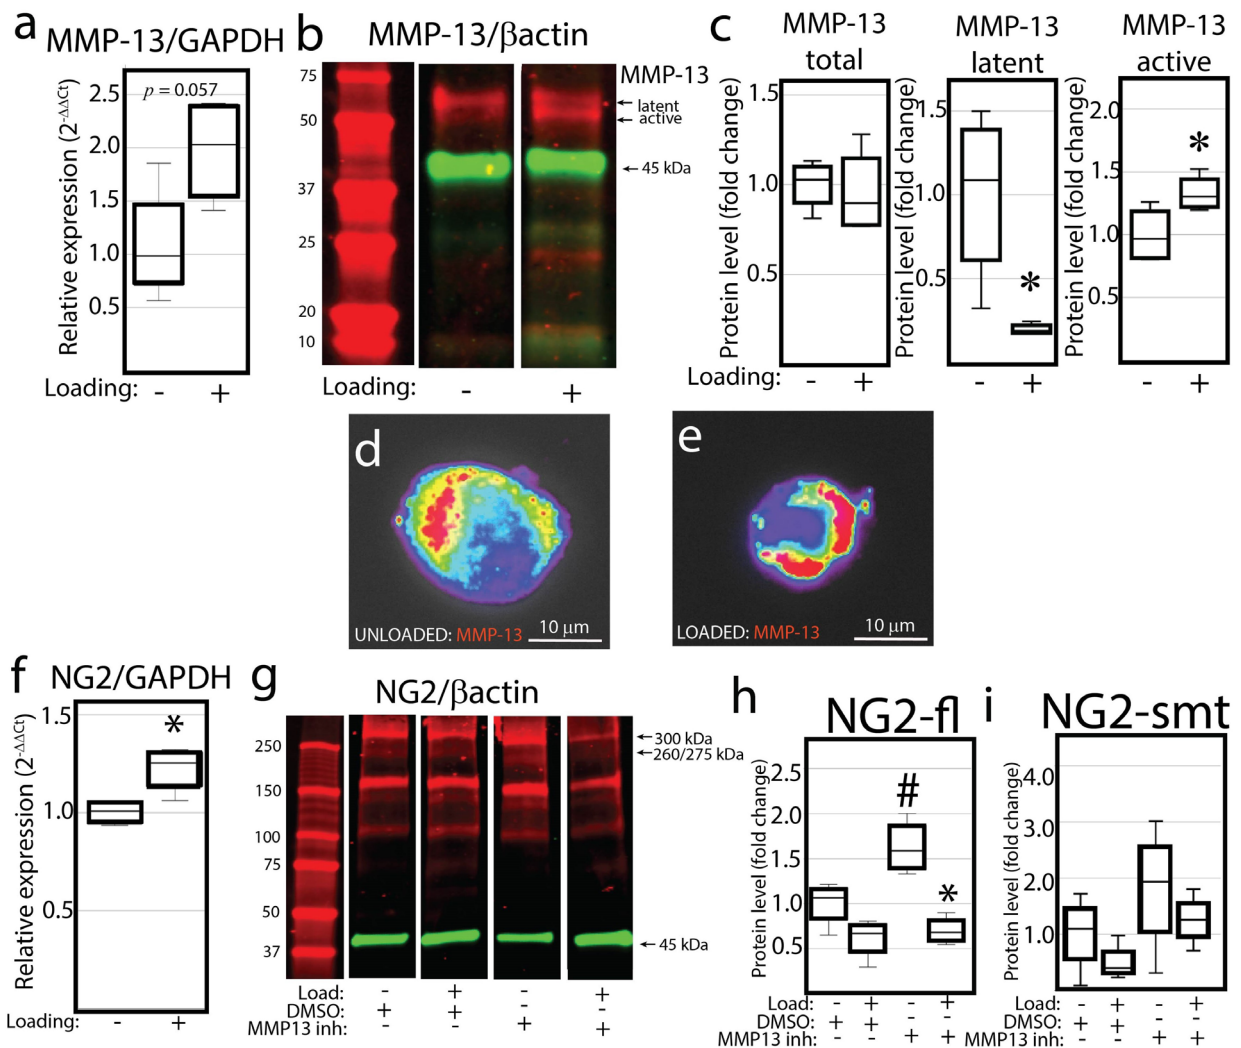 a
MMP-13/GAPDH
Relative expression (2-ΔΔCt)
p = 0.057
2.5
2.0
1.5
1.0
0.5
Loading: - +
b
MMP-13/βactin
75
50
37
25
20
10
MMP-13
latent
active
45 kDa
Loading: - +
c
MMP-13
total
Protein level (fold change)
1.5
1.0
0.5
MMP-13
latent
Protein level (fold change)
1.5
1.0
0.5
*
MMP-13
active
Protein level (fold change)
2.0
1.5
1.0
0.5
*
Loading: - + - + - +
d
UNLOADED: MMP-13
10 μm
e
LOADED: MMP-13
10 μm
f
NG2/GAPDH
Relative expression (2-ΔΔCt)
1.5
1.0
0.5
*
Loading: - +
g
NG2/βactin
250
150
100
75
50
37
300 kDa
260/275 kDa
45 kDa
Load: - + - +
DMSO: + +
MMP13 inh: + +
h
NG2-fl
Protein level (fold change)
2.5
2.0
1.5
1.0
0.5
#
*
Load: - + - +
DMSO: + + - -
MMP13 inh: - - + +
i
NG2-smt
Protein level (fold change)
4.0
3.0
2.0
1.0
Load: - + - +
DMSO: + + - -
MMP13 inh: - - + +